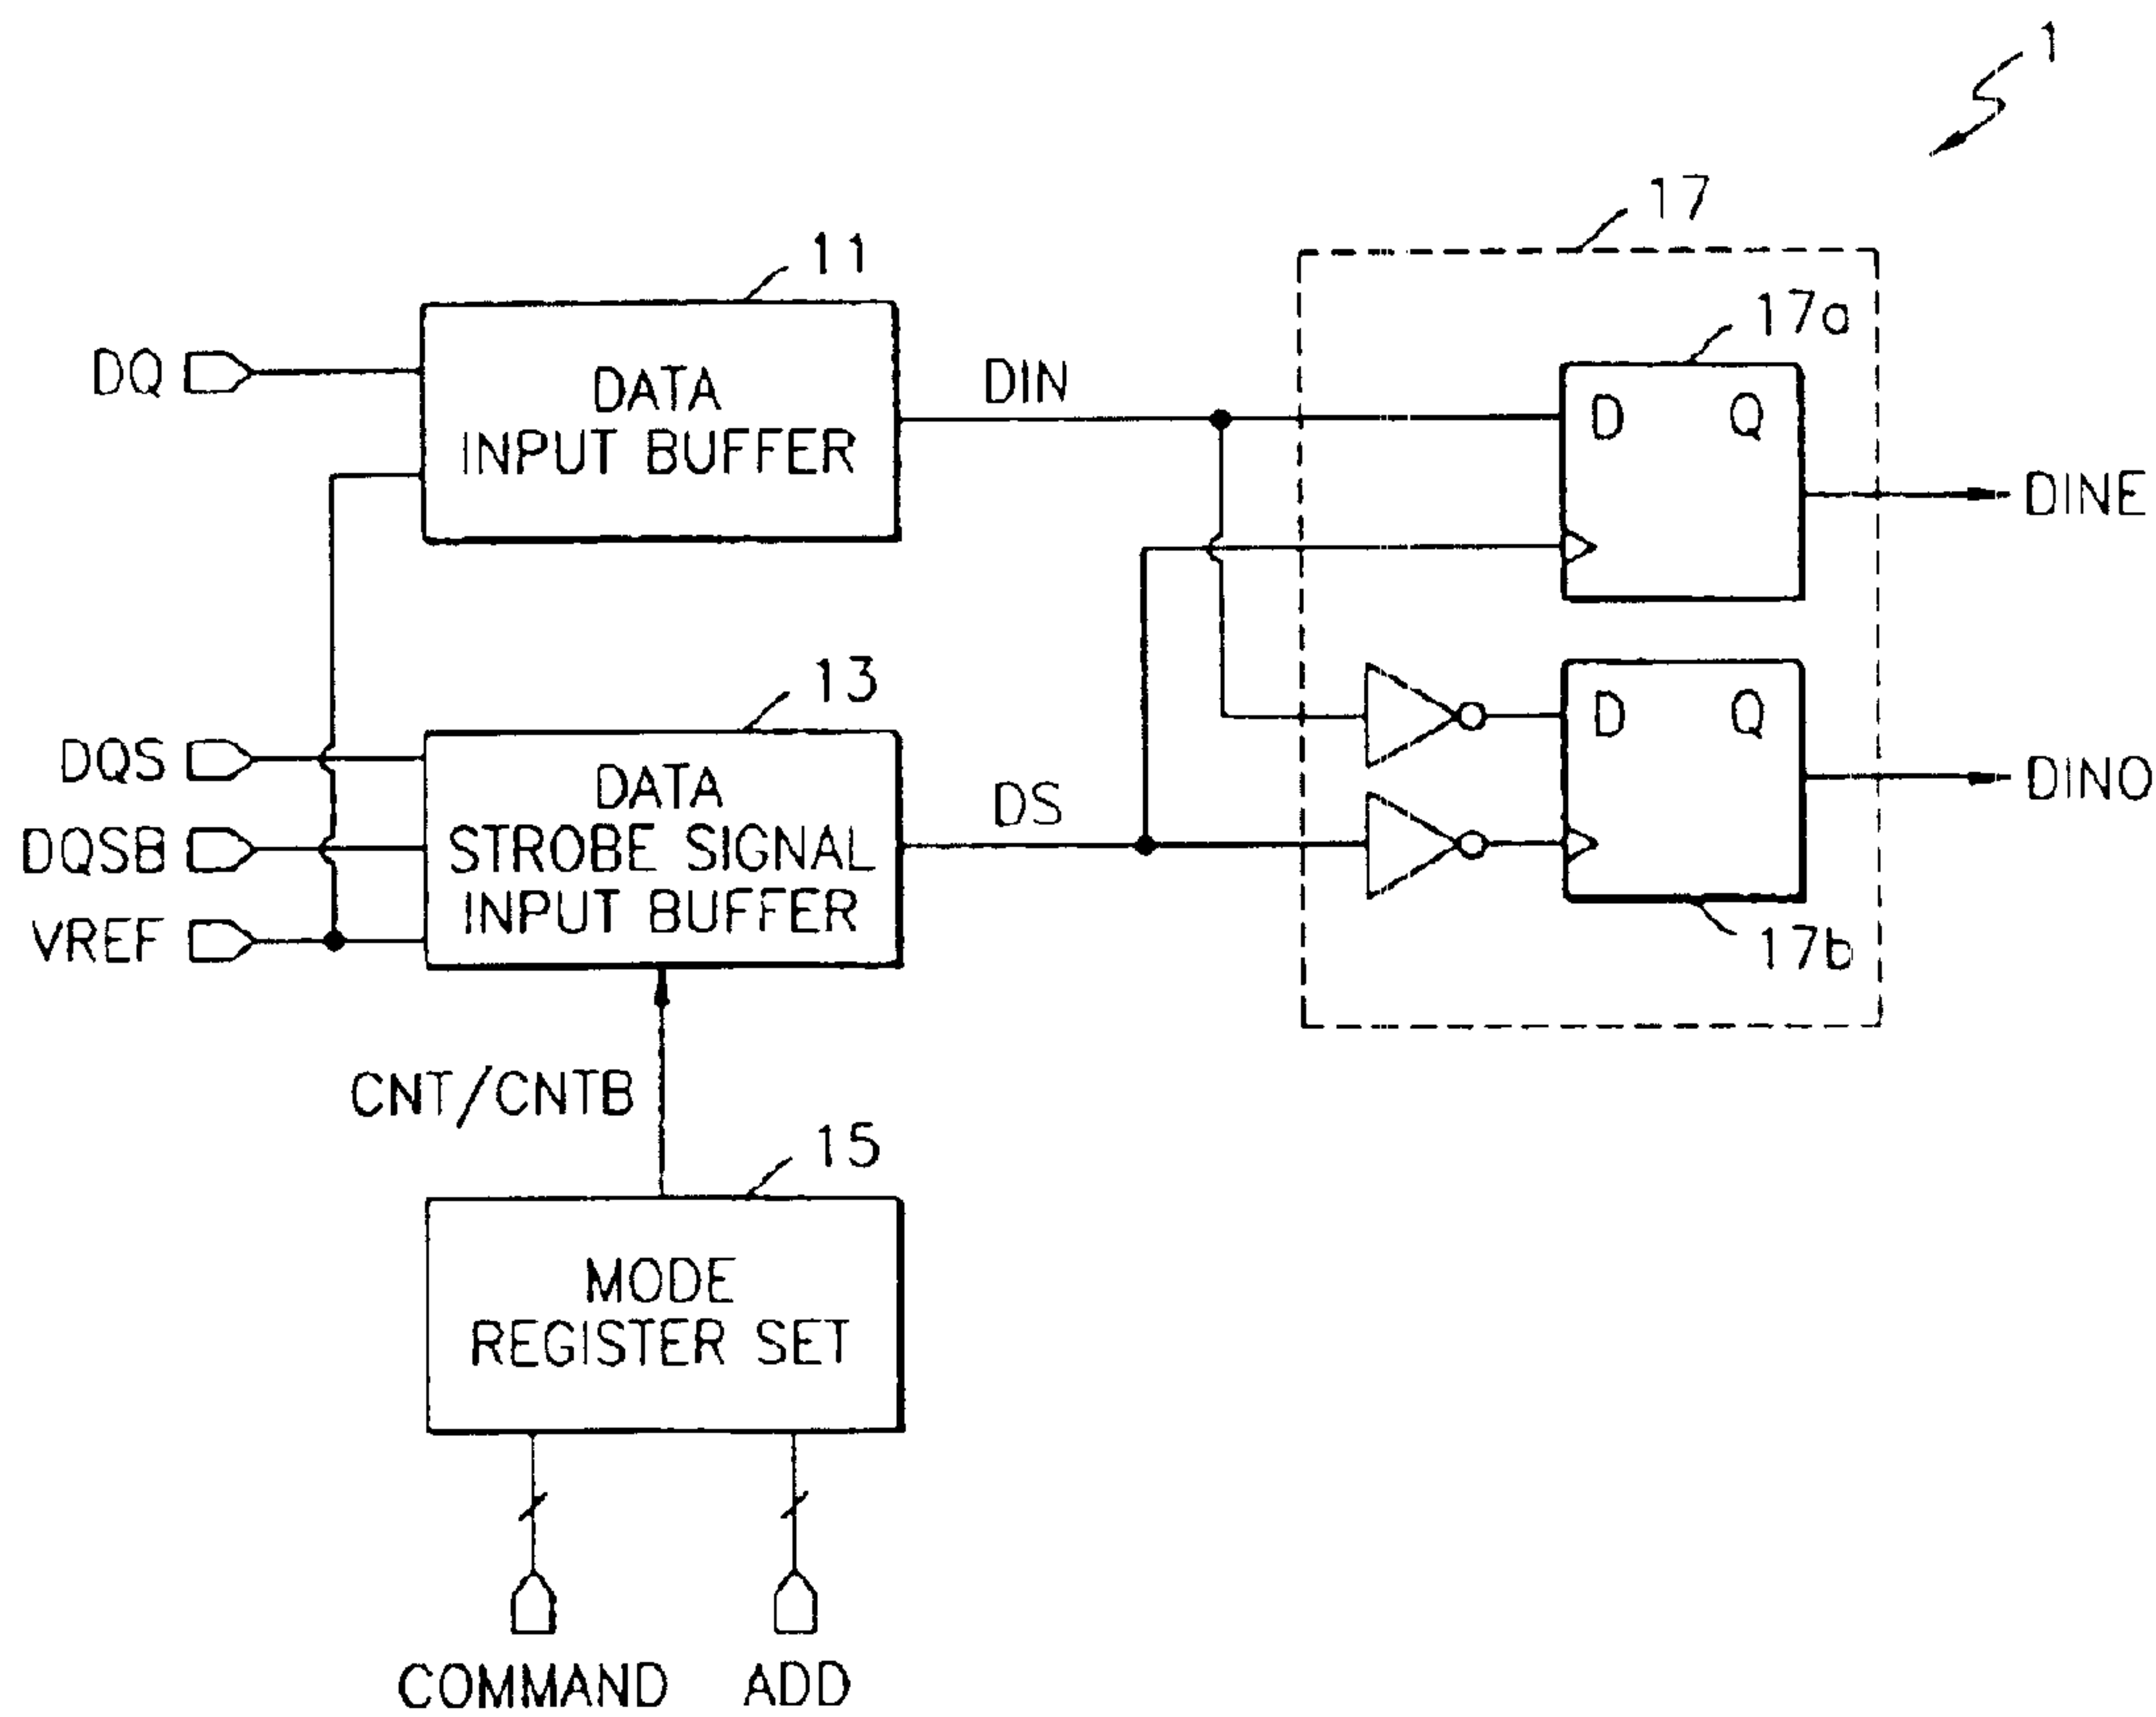 1
17
11
17a
DQ
DATA
INPUT BUFFER
DIN
D Q
DINE
13
DQS
DQSB
VREF
DATA
STROBE SIGNAL
INPUT BUFFER
DS
D Q
DINO
17b
CNT/CNTB
15
MODE
REGISTER SET
COMMAND
ADD